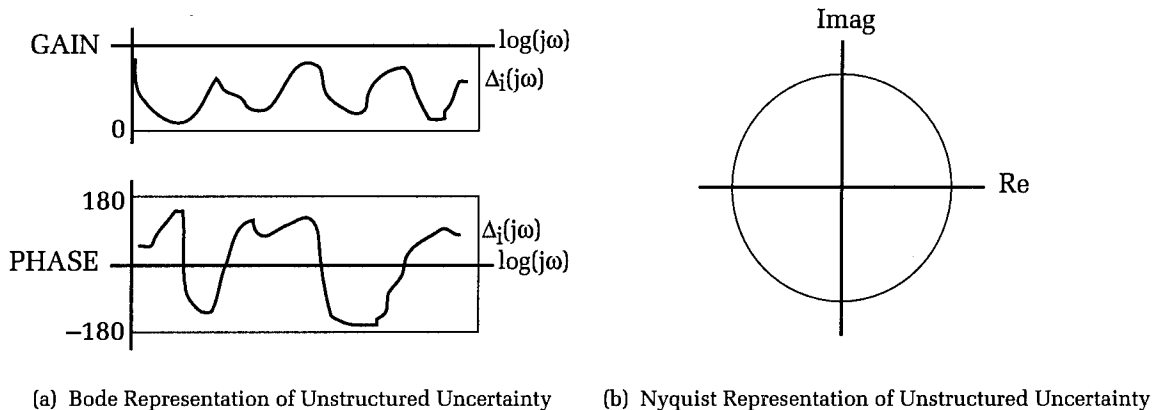 GAIN
log(jω)
Δi(jω)
0
180
Δi(jω)
PHASE
log(jω)
−180
(a) Bode Representation of Unstructured Uncertainty
Imag
Re
(b) Nyquist Representation of Unstructured Uncertainty